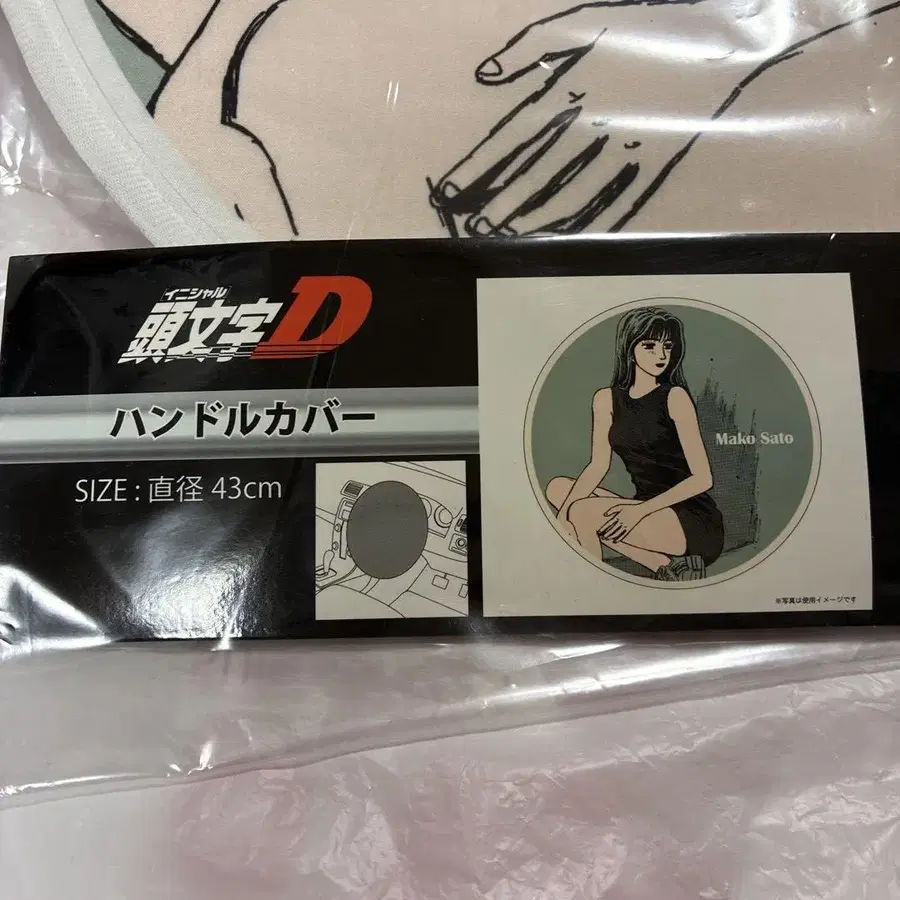 イニシャル
頭文字D
ハンドルカバー
SIZE : 直径 43cm
Mako Sato
※写真は使用イメージです